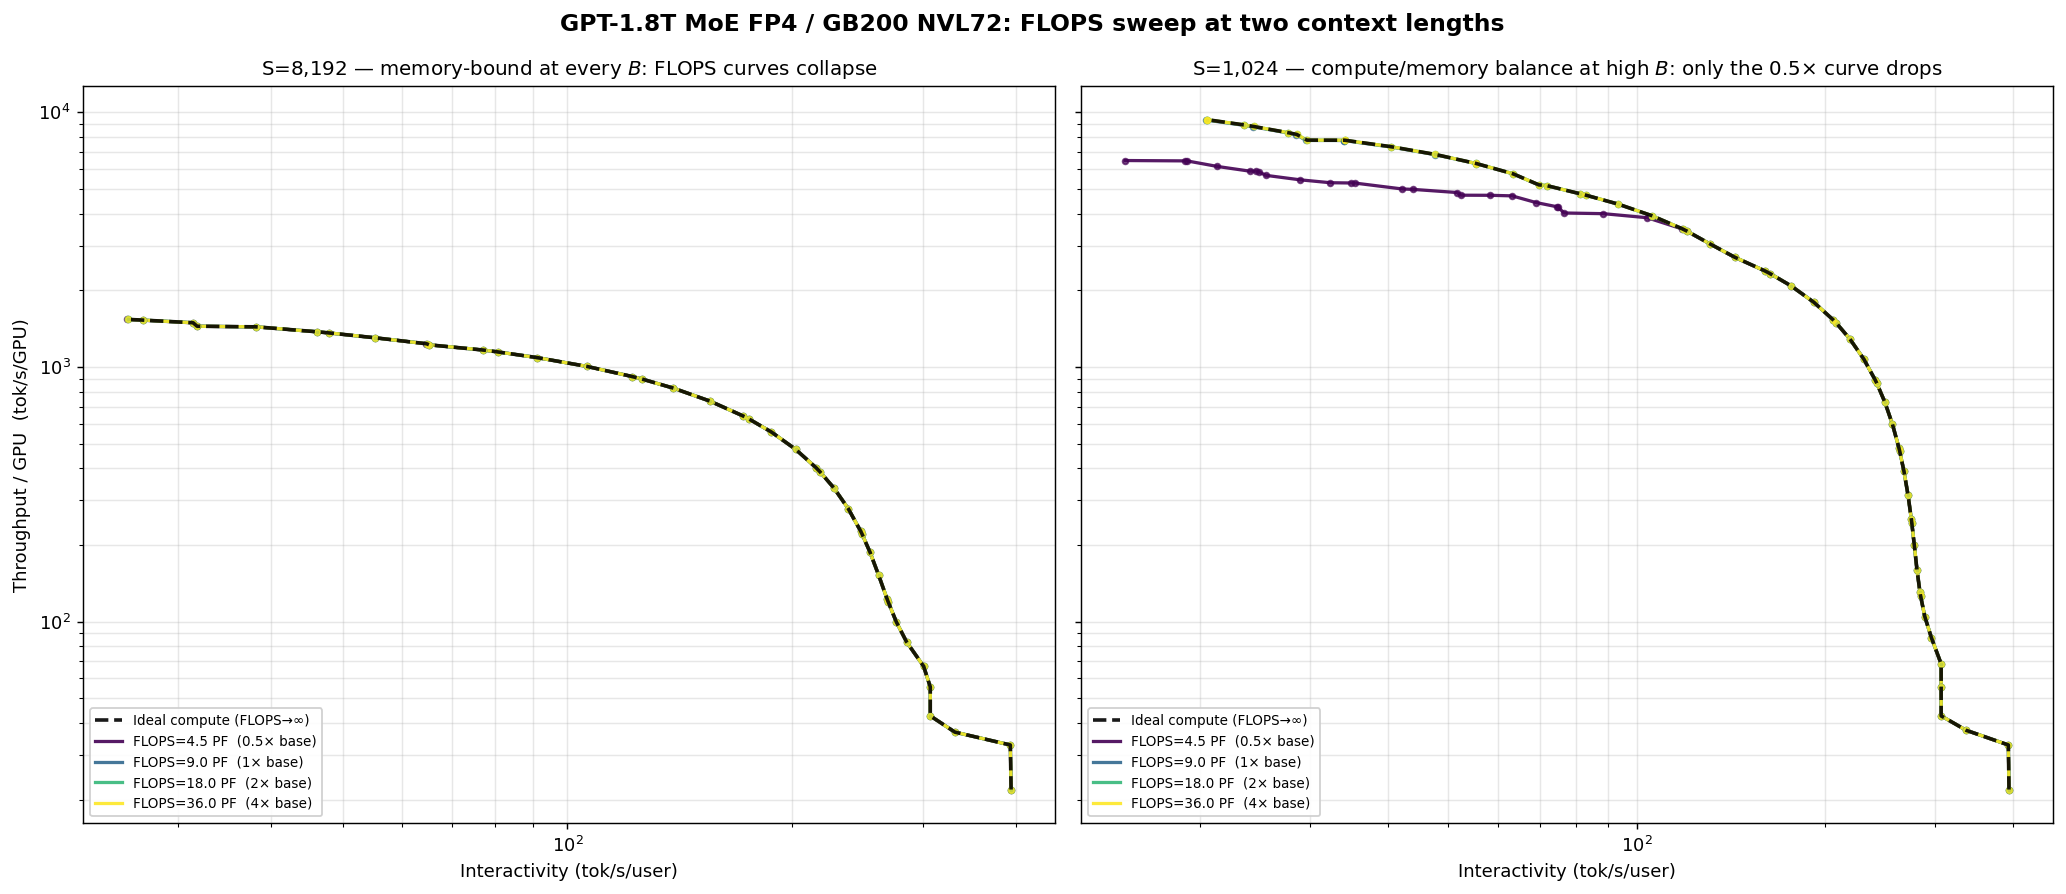 GPT-1.8T MoE FP4 / GB200 NVL72: FLOPS sweep at two context lengths
S=8,192 — memory-bound at every B: FLOPS curves collapse
Throughput / GPU (tok/s/GPU)
10⁴
10³
10²
Ideal compute (FLOPS→∞)
FLOPS=4.5 PF (0.5× base)
FLOPS=9.0 PF (1× base)
FLOPS=18.0 PF (2× base)
FLOPS=36.0 PF (4× base)
10²
Interactivity (tok/s/user)
S=1,024 — compute/memory balance at high B: only the 0.5× curve drops
Ideal compute (FLOPS→∞)
FLOPS=4.5 PF (0.5× base)
FLOPS=9.0 PF (1× base)
FLOPS=18.0 PF (2× base)
FLOPS=36.0 PF (4× base)
10²
Interactivity (tok/s/user)